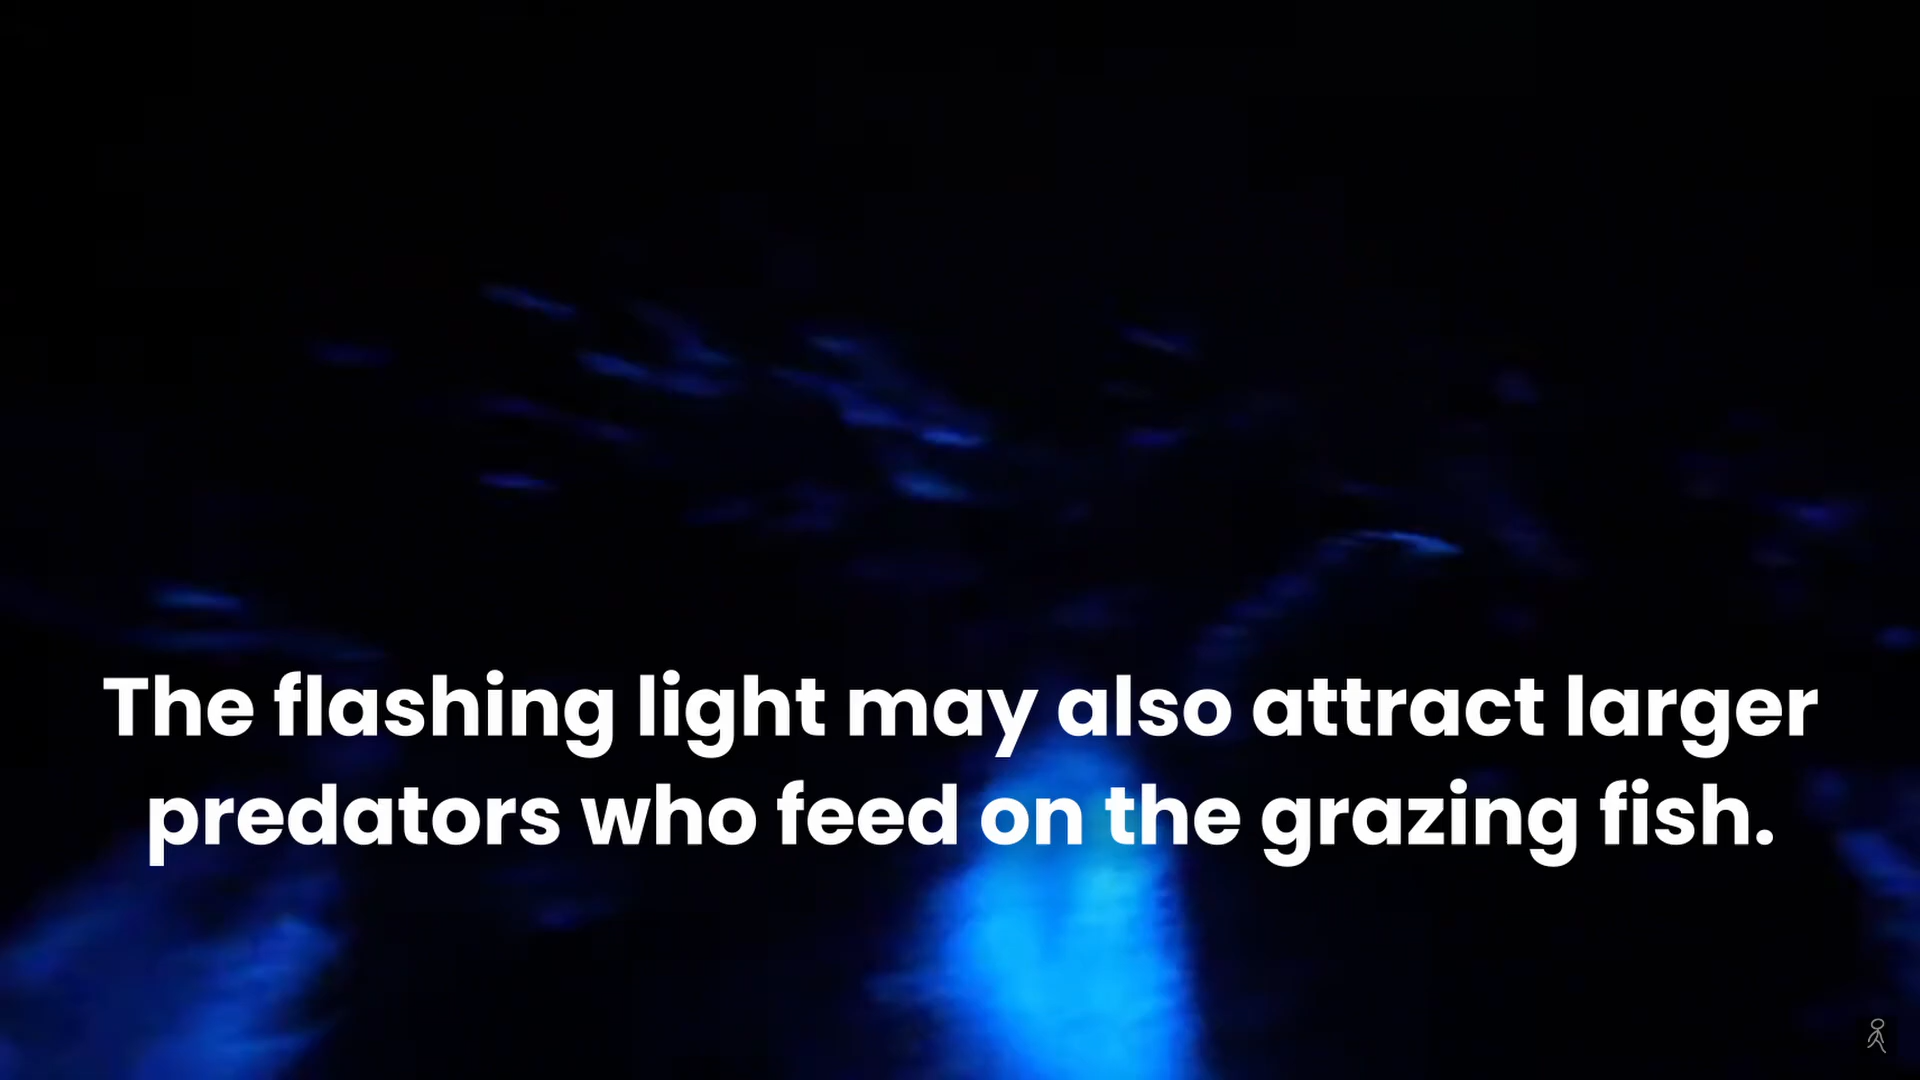 The flashing light may also attract larger
predators who feed on the grazing fish.